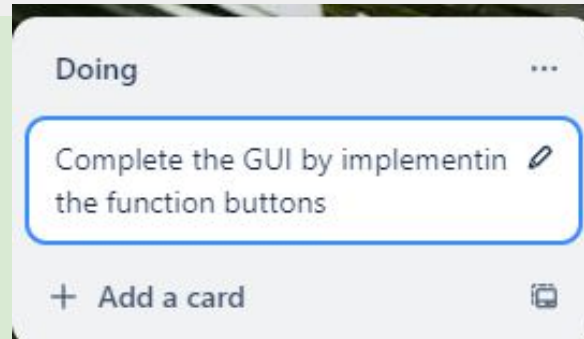 Doing
Complete the GUI by implementin
the function buttons
Add a card